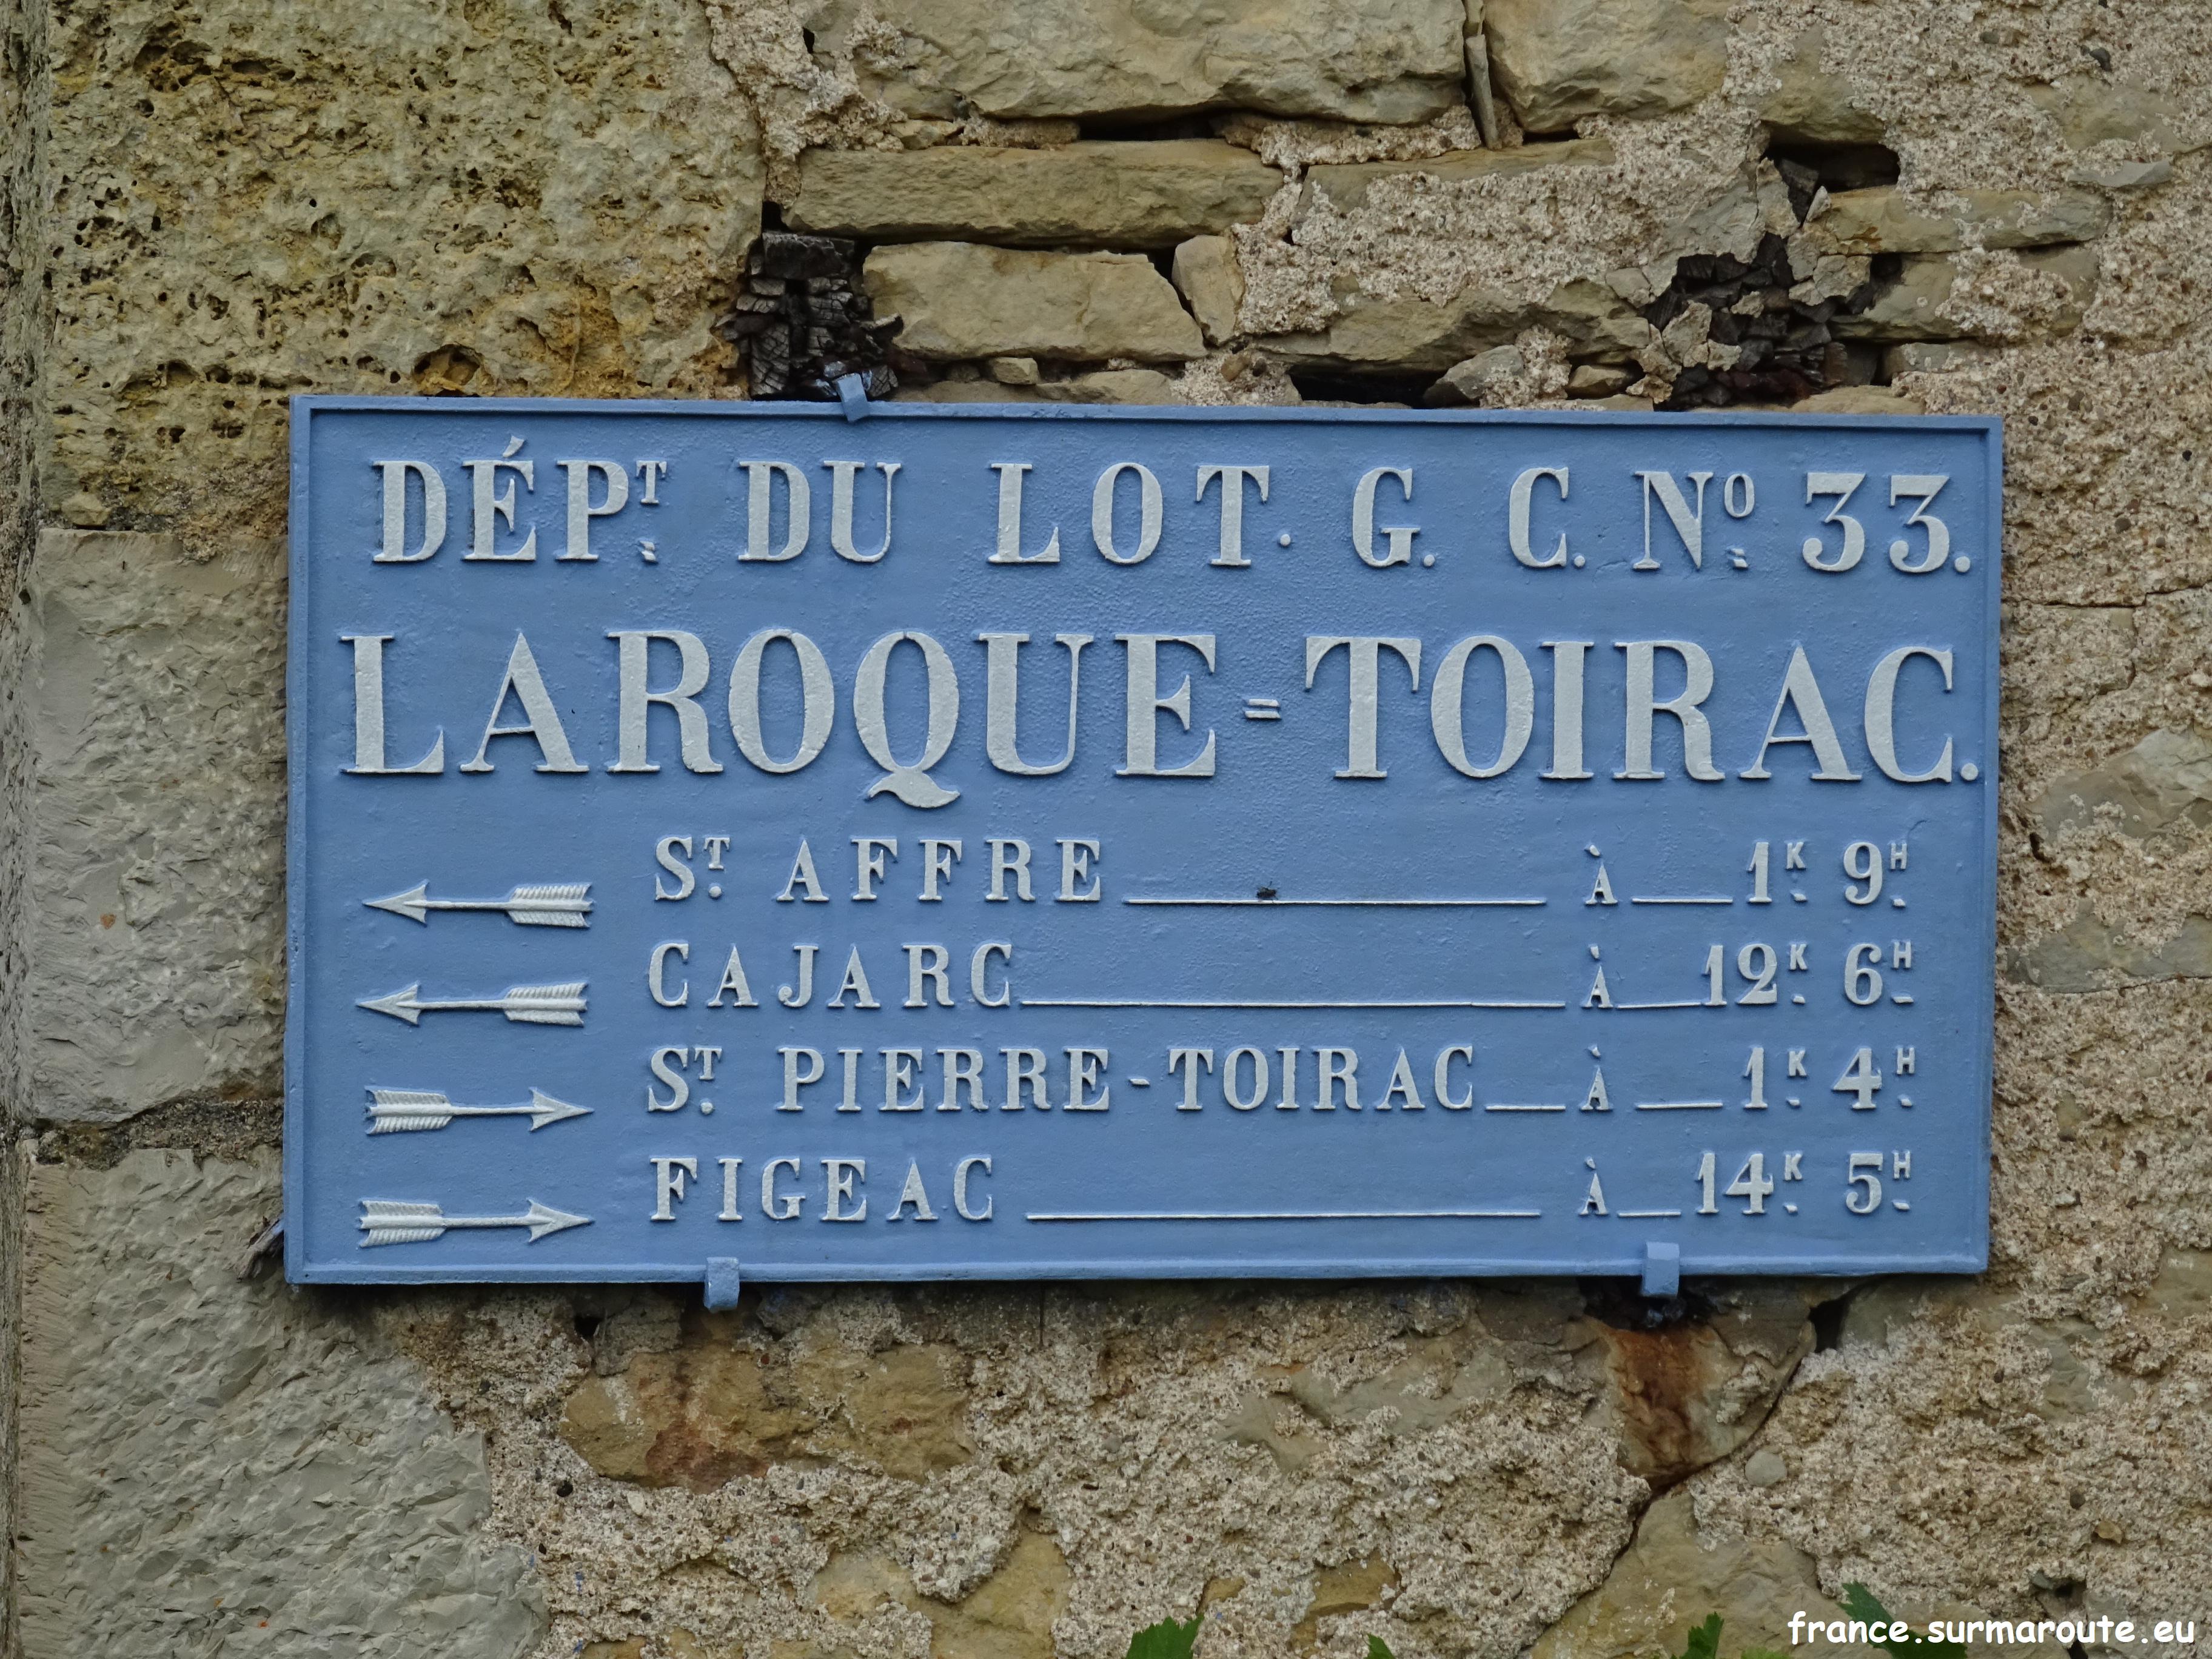 DÉPT. DU LOT. G. C. No. 33.
LAROQUE=TOIRAC.
ST. AFFRE À 1K. 9H.
CAJARC À 12K. 6H.
ST. PIERRE-TOIRAC À 1K. 4H.
FIGEAC À 14K. 5H.
france.surmaroute.eu